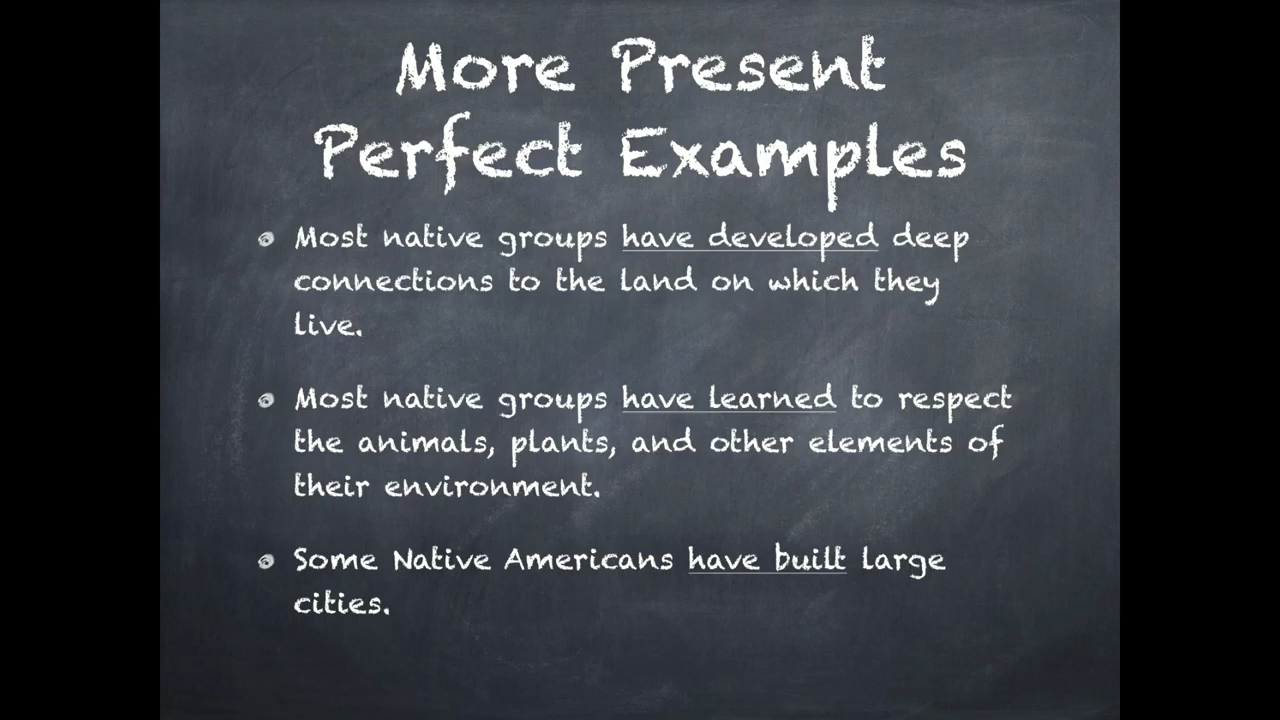 More Present
Perfect Examples
Most native groups have developed deep
connections to the land on which they
live.
Most native groups have learned to respect
the animals, plants, and other elements of
their environment.
Some Native Americans have built large
cities.